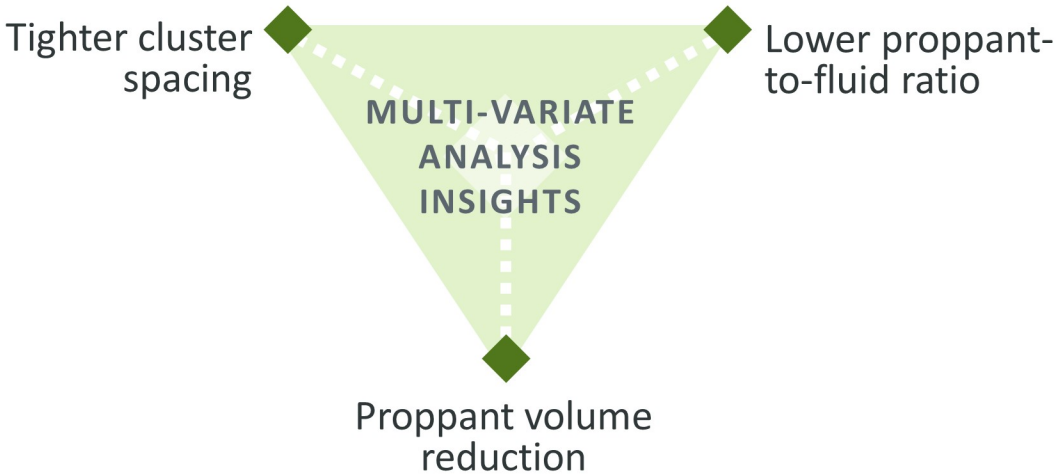 Tighter cluster
spacing
Lower proppant-
to-fluid ratio
MULTI-VARIATE
ANALYSIS
INSIGHTS
Proppant volume
reduction